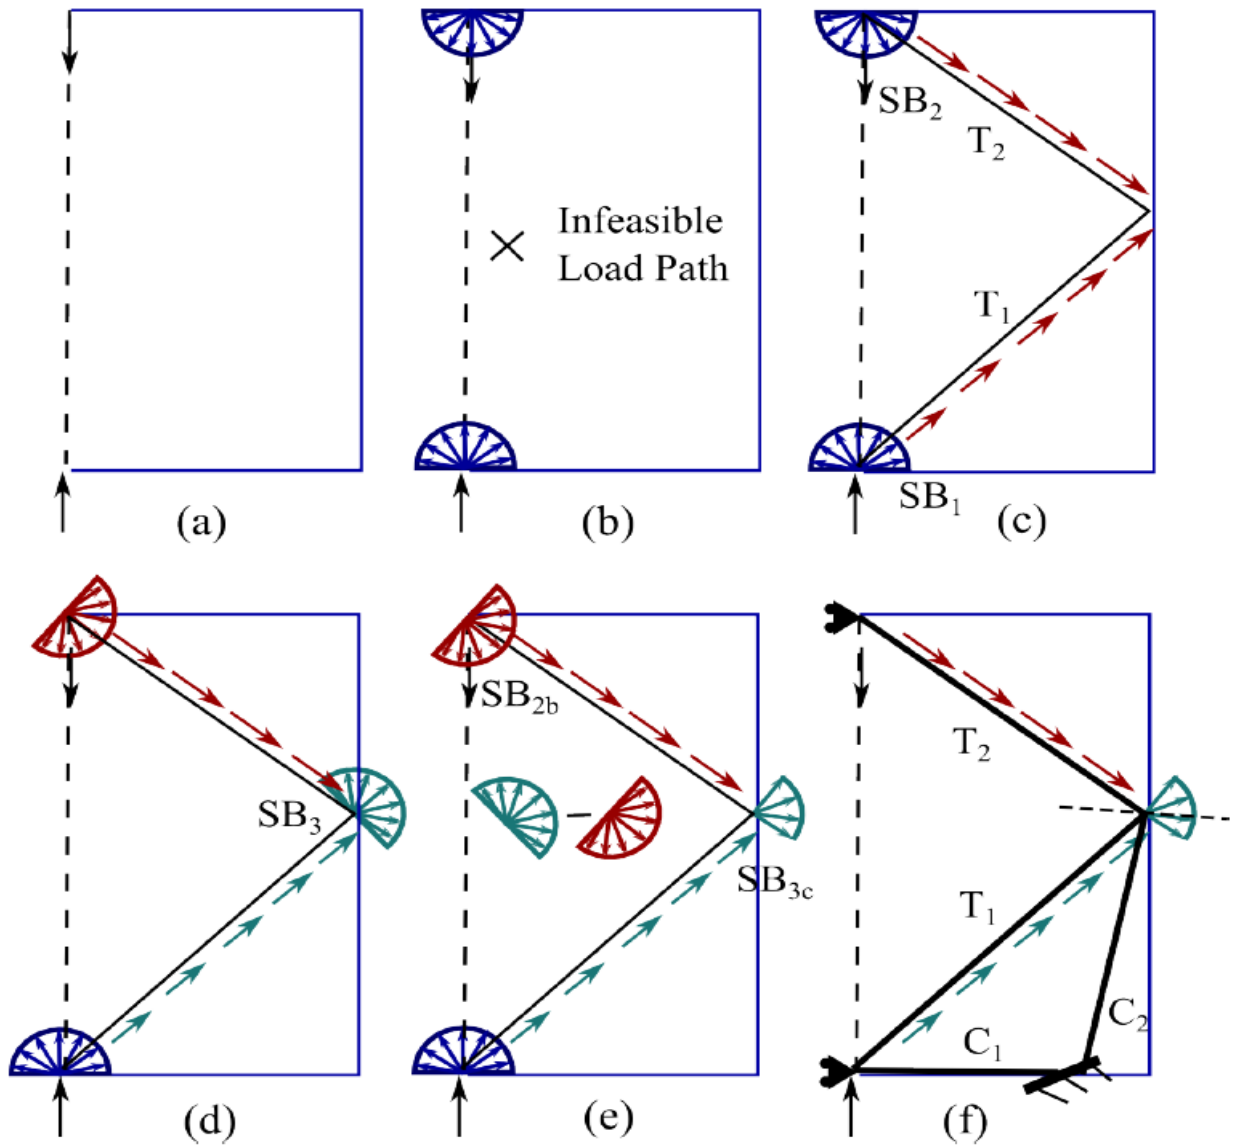 Infeasible
Load Path
SB₂
T₂
T₁
SB₁
(a)
(b)
(c)
SB₃
SB₂b
SB₃c
T₂
T₁
C₂
C₁
(d)
(e)
(f)